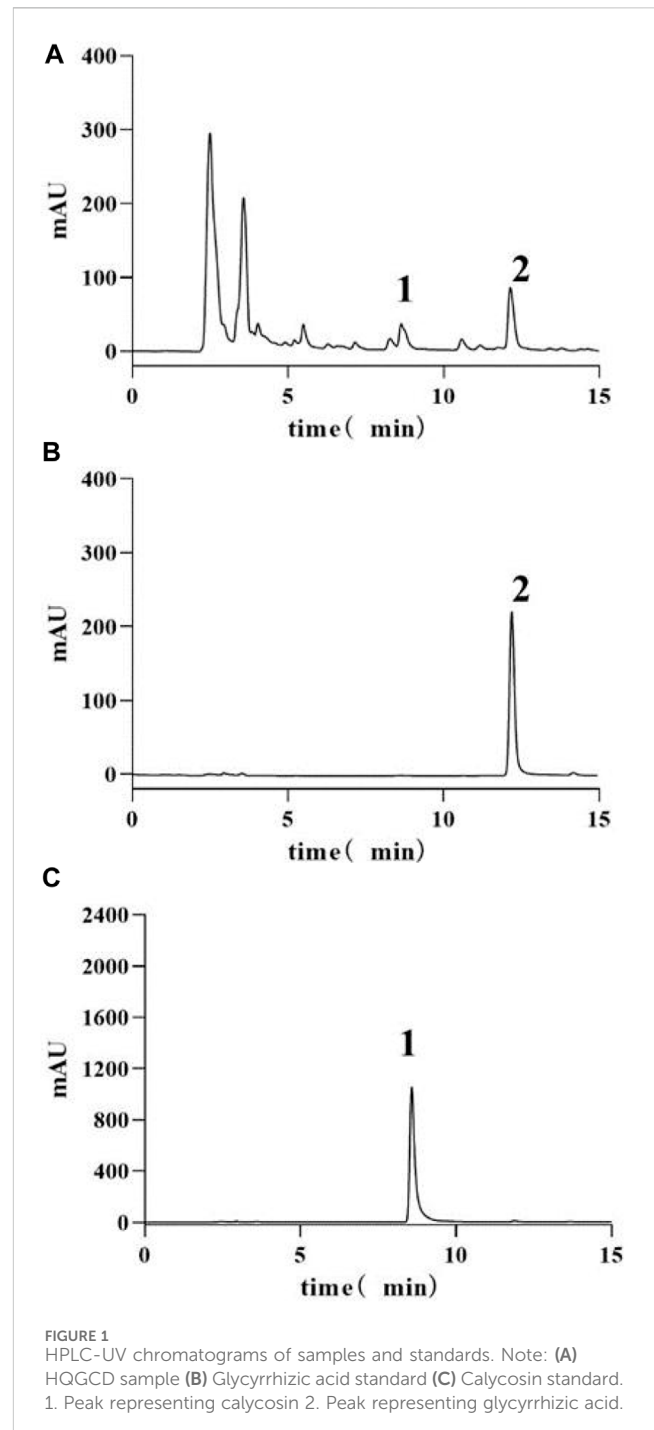 A
400
300
200
100
0
mAU
1
2
0
5
10
15
time( min)
B
400
300
200
100
0
mAU
2
0
5
10
15
time( min)
C
2400
2000
1600
1200
800
400
0
mAU
1
0
5
10
15
time( min)
FIGURE 1
HPLC-UV chromatograms of samples and standards. Note: (A)
HQGCD sample (B) Glycyrrhizic acid standard (C) Calycosin standard.
1. Peak representing calycosin 2. Peak representing glycyrrhizic acid.